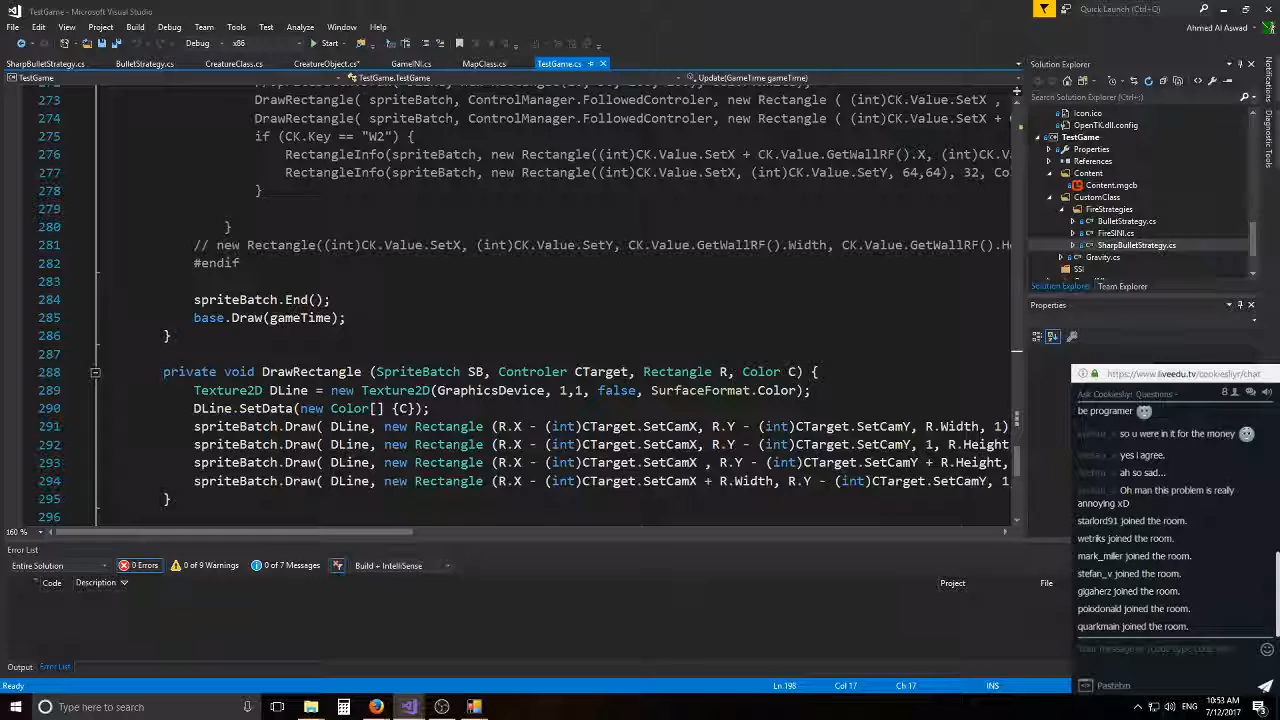 TestGame - Microsoft Visual Studio
Quick Launch (Ctrl+Q)
File Edit View Project Build Debug Team Tools Test Analyze Window Help
Ahmed Al Aswad
Debug x86 Start
SharpBulletStrategy.cs BulletStrategy.cs CreatureClass.cs CreatureObject.cs* GameINI.cs MapClass.cs TestGame.cs
TestGame TestGame.TestGame Update(GameTime gameTime)
273 DrawRectangle( spriteBatch, ControlManager.FollowedControler, new Rectangle ( (int)CK.Value.SetX ,
274 DrawRectangle( spriteBatch, ControlManager.FollowedControler, new Rectangle ( (int)CK.Value.SetX +
275 if (CK.Key == "W2") {
276 RectangleInfo(spriteBatch, new Rectangle((int)CK.Value.SetX + CK.Value.GetWallRF().X, (int)CK.Va
277 RectangleInfo(spriteBatch, new Rectangle((int)CK.Value.SetX, (int)CK.Value.SetY, 64,64), 32, Co
278 }
279
280 }
281 // new Rectangle((int)CK.Value.SetX, (int)CK.Value.SetY, CK.Value.GetWallRF().Width, CK.Value.GetWallRF().He
282 #endif
283
284 spriteBatch.End();
285 base.Draw(gameTime);
286 }
287
288 private void DrawRectangle (SpriteBatch SB, Controler CTarget, Rectangle R, Color C) {
289 Texture2D DLine = new Texture2D(GraphicsDevice, 1,1, false, SurfaceFormat.Color);
290 DLine.SetData(new Color[] {C});
291 spriteBatch.Draw( DLine, new Rectangle (R.X - (int)CTarget.SetCamX, R.Y - (int)CTarget.SetCamY, R.Width, 1)
292 spriteBatch.Draw( DLine, new Rectangle (R.X - (int)CTarget.SetCamX, R.Y - (int)CTarget.SetCamY, 1, R.Height
293 spriteBatch.Draw( DLine, new Rectangle (R.X - (int)CTarget.SetCamX , R.Y - (int)CTarget.SetCamY + R.Height,
294 spriteBatch.Draw( DLine, new Rectangle (R.X - (int)CTarget.SetCamX + R.Width, R.Y - (int)CTarget.SetCamY, 1
295 }
296
160 %
Solution Explorer
Search Solution Explorer (Ctrl+;)
Icon.ico
OpenTK.dll.config
TestGame
Properties
References
Content
Content.mgcb
CustomClass
FireStrategies
BulletStrategy.cs
FireSINI.cs
SharpBulletStrategy.cs
Gravity.cs
SSI
Solution Explorer Team Explorer
Properties
Notifications
Diagnostic Tools
Error List
Entire Solution 0 Errors 0 of 9 Warnings 0 of 7 Messages Build + IntelliSense
Code Description Project File
Output Error List
Ready Ln 198 Col 17 Ch 17 INS
https://www.liveedu.tv/cookiesliyr/chat
Ask Cookiesliyr Questions - 8
be programer
so u were in it for the money
yes i agree.
ah so sad...
Oh man this problem is really
annoying xD
starlord91 joined the room.
wetriks joined the room.
mark_miller joined the room.
stefan_v joined the room.
gigaherz joined the room.
polodonald joined the room.
quarkmain joined the room.
Pastebin
Type here to search
ENG
10:53 AM
7/12/2017